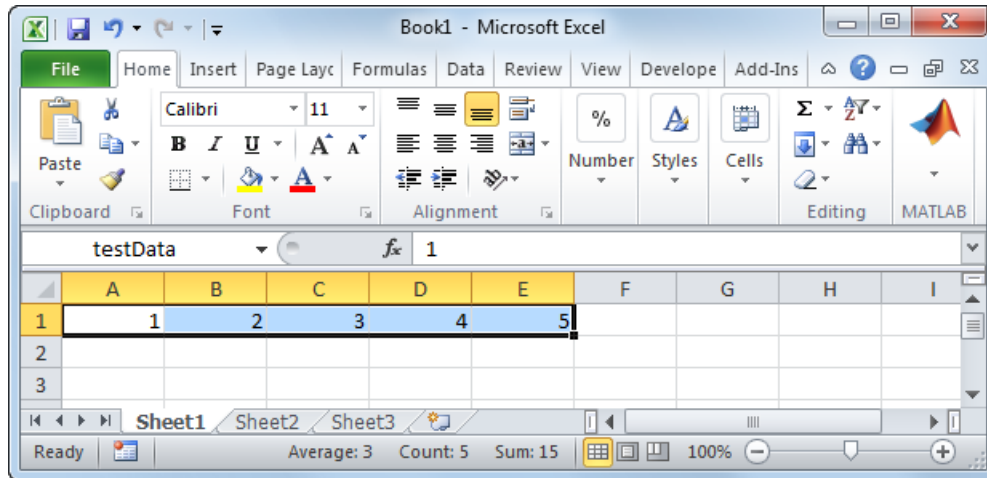 Book1 - Microsoft Excel
File Home Insert Page Layc Formulas Data Review View Develope Add-Ins
Calibri 11
% Σ A Z
B I U A A a
Paste Number Styles Cells
A
Clipboard Font Alignment Editing MATLAB
testData fx 1
A B C D E F G H I
1 1 2 3 4 5
2
3
Sheet1 Sheet2 Sheet3
Ready Average: 3 Count: 5 Sum: 15 100%